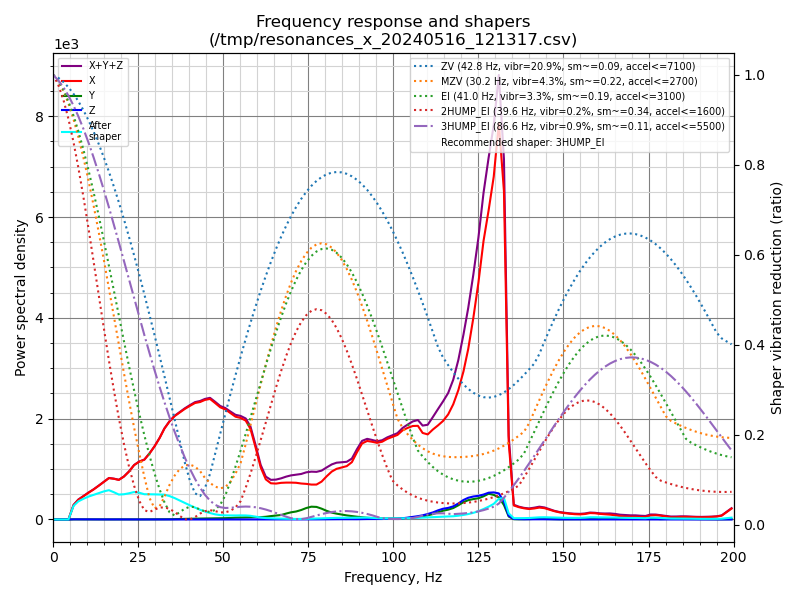 Frequency response and shapers
(/tmp/resonances_x_20240516_121317.csv)
1e3
X+Y+Z
X
Y
Z
After
shaper
ZV (42.8 Hz, vibr=20.9%, sm~=0.09, accel<=7100)
MZV (30.2 Hz, vibr=4.3%, sm~=0.22, accel<=2700)
EI (41.0 Hz, vibr=3.3%, sm~=0.19, accel<=3100)
2HUMP_EI (39.6 Hz, vibr=0.2%, sm~=0.34, accel<=1600)
3HUMP_EI (86.6 Hz, vibr=0.9%, sm~=0.11, accel<=5500)
Recommended shaper: 3HUMP_EI
8
6
4
2
0
Power spectral density
1.0
0.8
0.6
0.4
0.2
0.0
Shaper vibration reduction (ratio)
0 25 50 75 100 125 150 175 200
Frequency, Hz